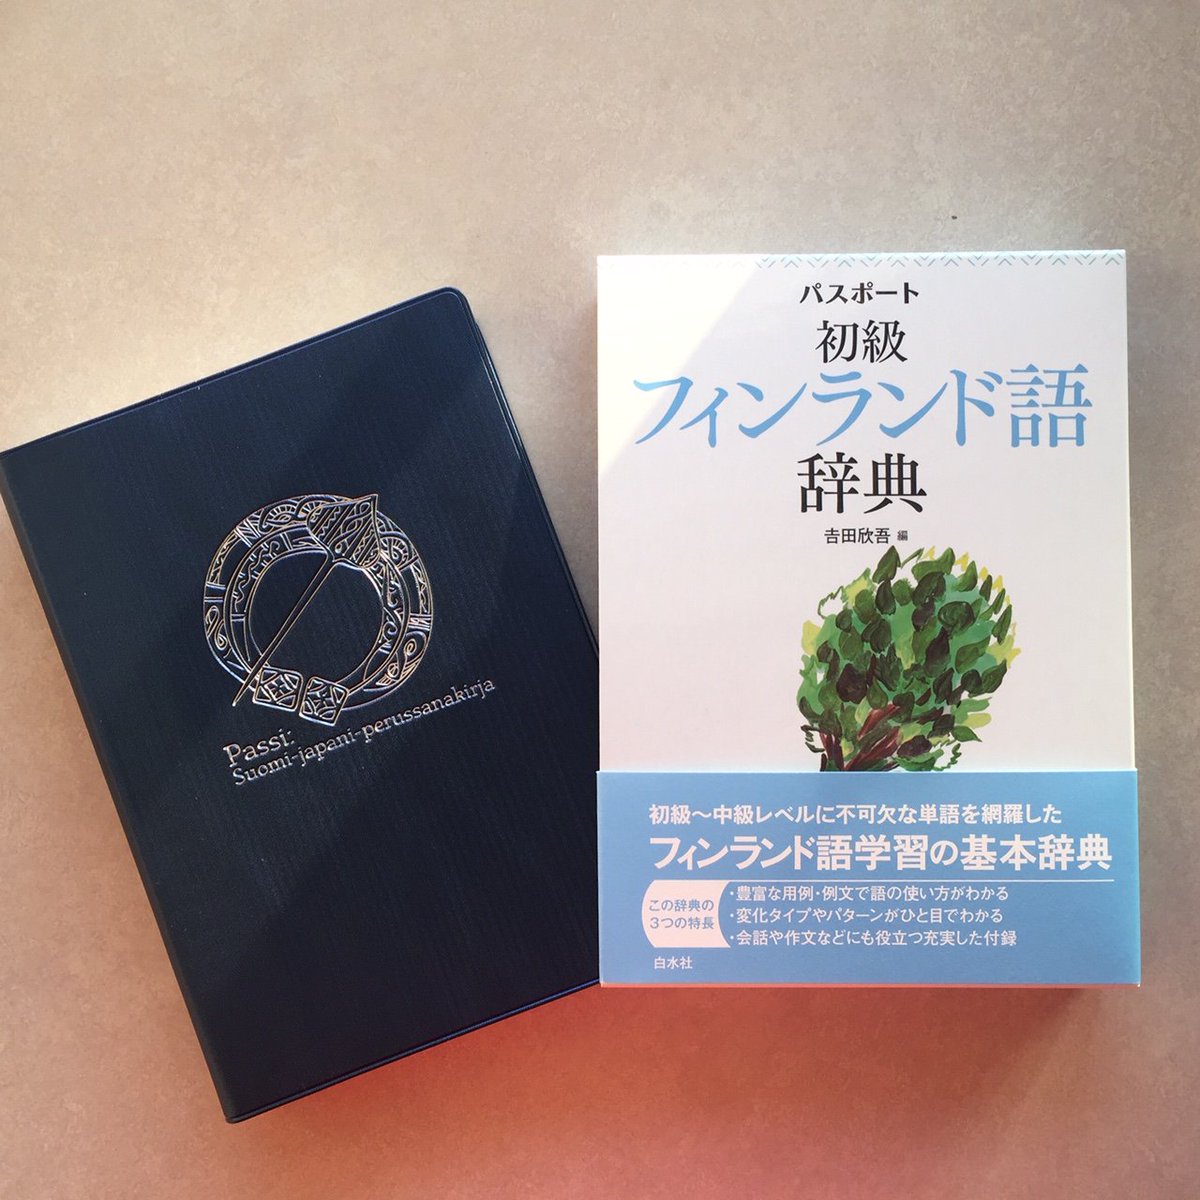 Passi:
Suomi-japani-perussanakirja
パスポート
初級
フィンランド語
辞典
𠮷田欣吾 編
初級〜中級レベルに不可欠な単語を網羅した
フィンランド語学習の基本辞典
この辞典の
3つの特長
・豊富な用例・例文で語の使い方がわかる
・変化タイプやパターンがひと目でわかる
・会話や作文などにも役立つ充実した付録
白水社